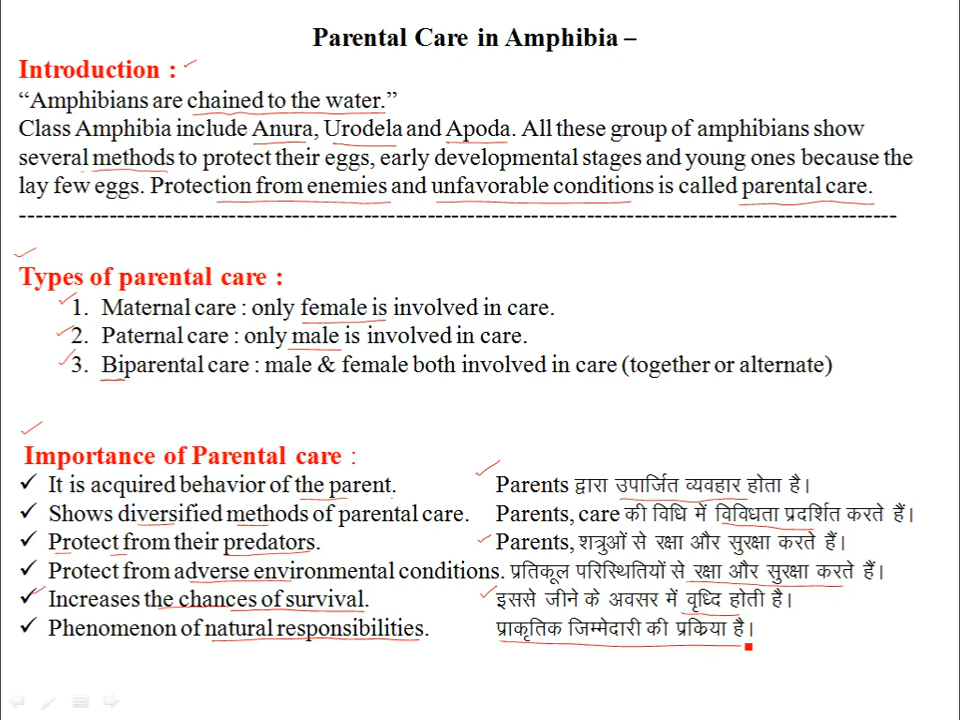 Parental Care in Amphibia –
Introduction :
“Amphibians are chained to the water.”
Class Amphibia include Anura, Urodela and Apoda. All these group of amphibians show
several methods to protect their eggs, early developmental stages and young ones because the
lay few eggs. Protection from enemies and unfavorable conditions is called parental care.
Types of parental care :
1. Maternal care : only female is involved in care.
2. Paternal care : only male is involved in care.
3. Biparental care : male & female both involved in care (together or alternate)
Importance of Parental care :
✓ It is acquired behavior of the parent. Parents द्वारा उपार्जित व्यवहार होता है।
✓ Shows diversified methods of parental care. Parents, care की विधि में विविधता प्रदर्शित करते हैं।
✓ Protect from their predators. Parents, शत्रुओं से रक्षा और सुरक्षा करते हैं।
✓ Protect from adverse environmental conditions. प्रतिकूल परिस्थितियों से रक्षा और सुरक्षा करते हैं।
✓ Increases the chances of survival. इससे जीने के अवसर में वृध्दि होती है।
✓ Phenomenon of natural responsibilities. प्राकृतिक जिम्मेदारी की प्रकिया है।